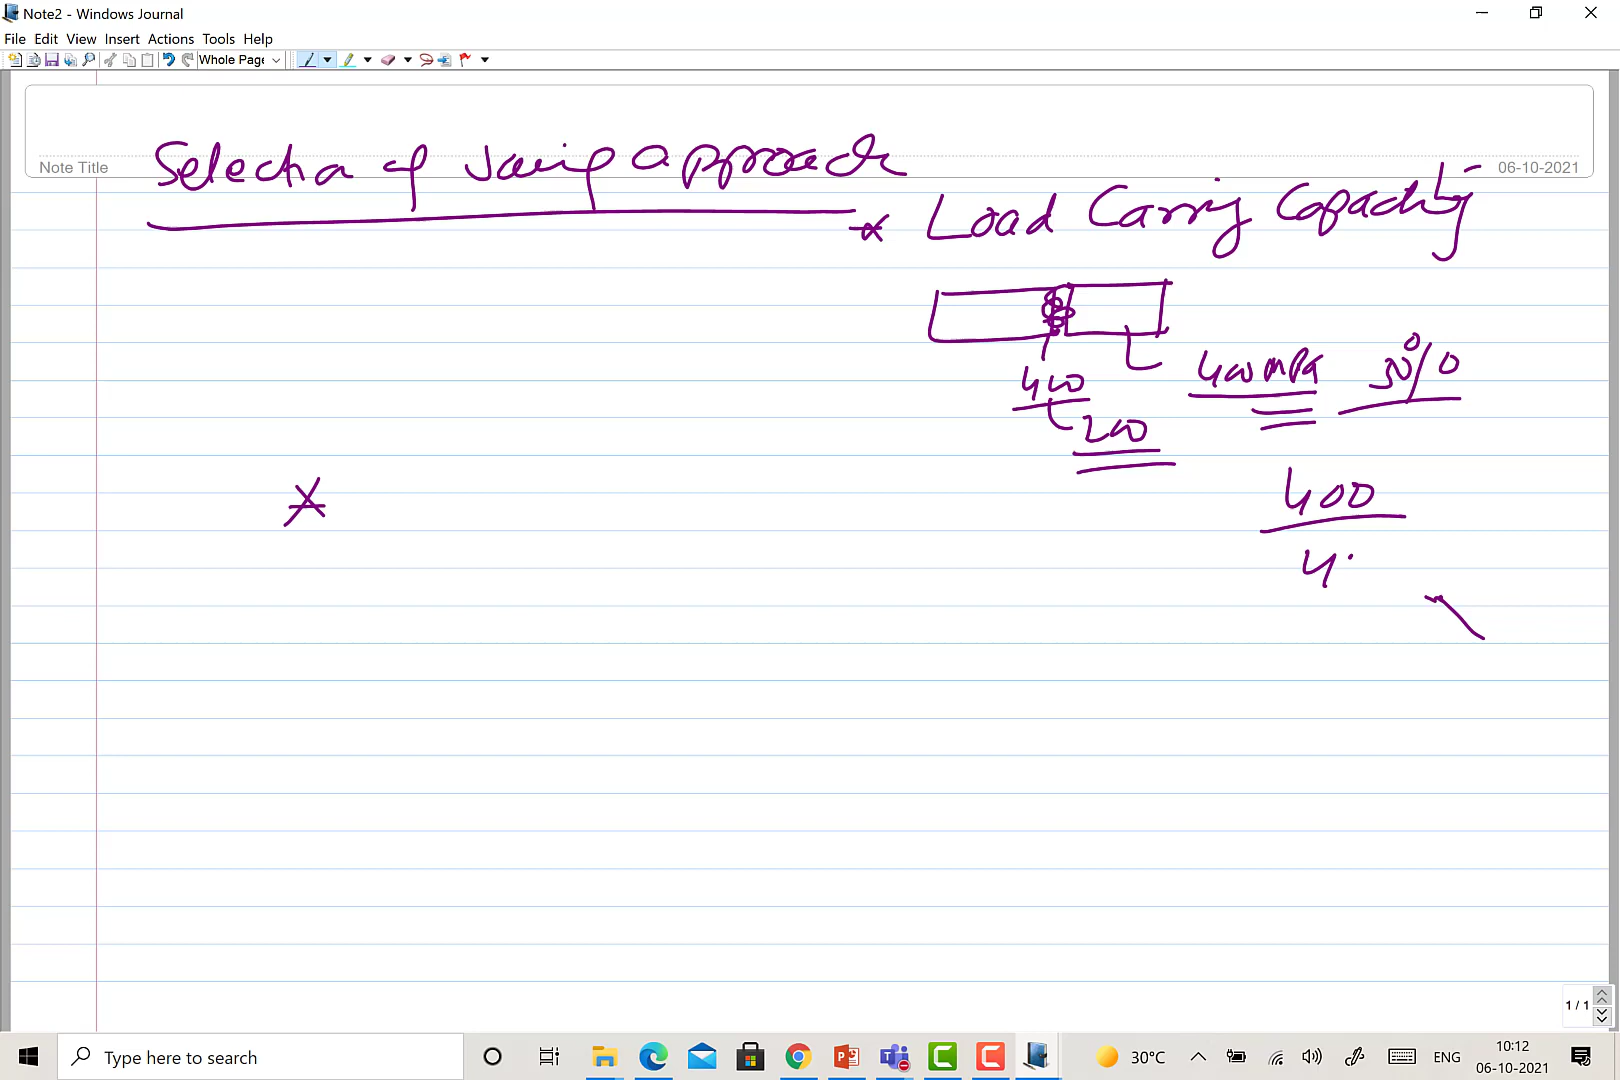 Note2 - Windows Journal
File Edit View Insert Actions Tools Help
Whole Page
Note Title
Selection of Joining approach
06-10-2021
* Load Carrying Capacity
400 MPa 30%
400
200
400
4
1 / 1
Type here to search
30°C
ENG
10:12
06-10-2021